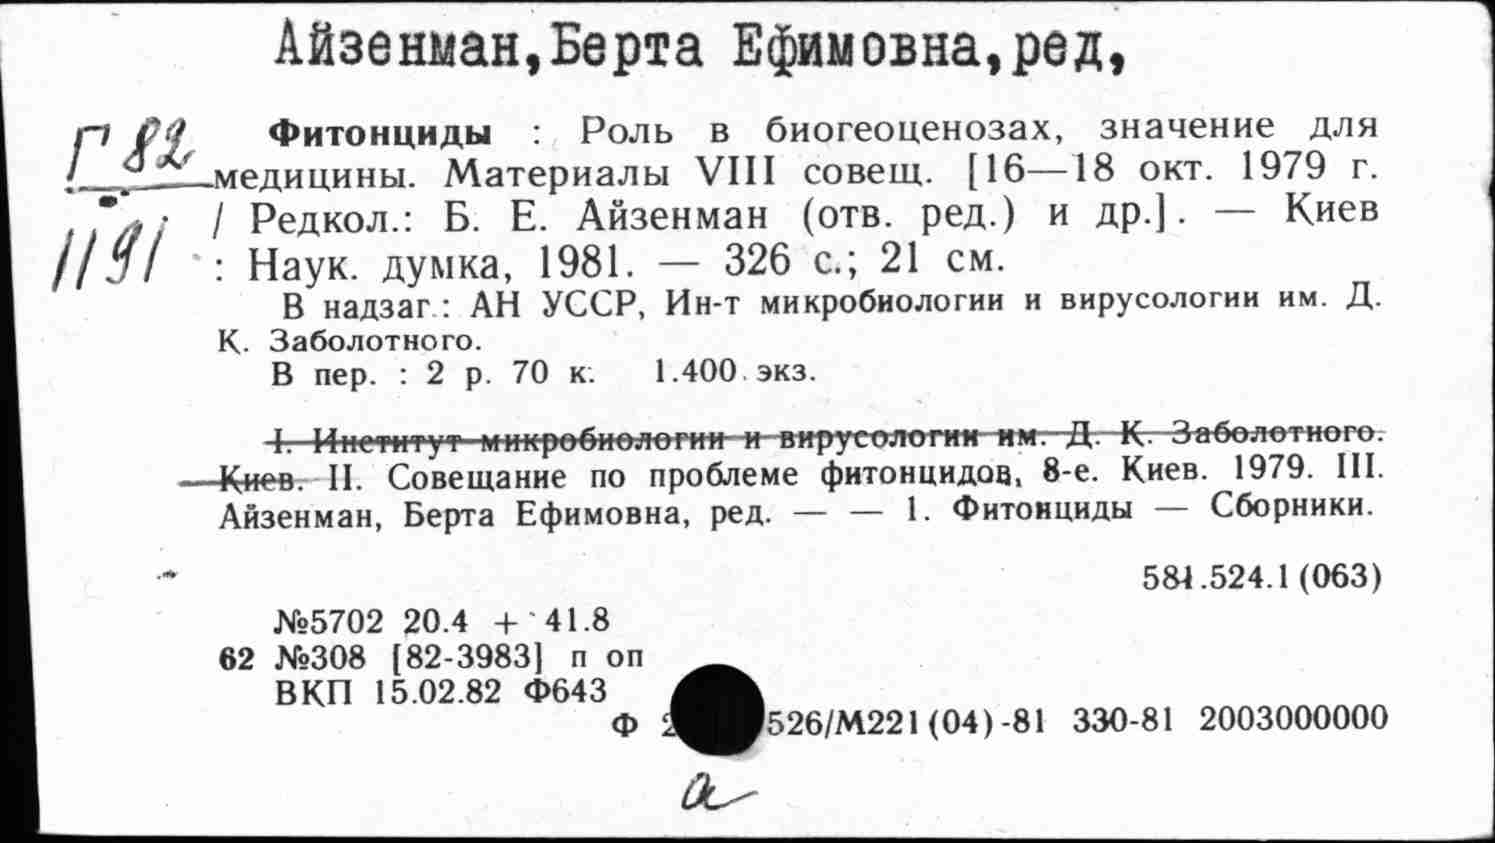 Айзенман,Берта Ефимовна,ред,
Г 82
1191
Фитонциды : Роль в биогеоценозах, значение для
медицины. Материалы VIII совещ. [16—18 окт. 1979 г.
/ Редкол.: Б. Е. Айзенман (отв. ред.) и др.]. — Киев
: Наук. думка, 1981. — 326 с.; 21 см.
В надзаг.: АН УССР, Ин-т микробиологии и вирусологии им. Д.
К. Заболотного.
В пер. : 2 р. 70 к. 1.400 экз.
I. Институт микробиологии и вирусологии им. Д. К. Заболотного.
Киев. II. Совещание по проблеме фитонцидов, 8-е. Киев. 1979. III.
Айзенман, Берта Ефимовна, ред. — — 1. Фитонциды — Сборники.
581.524.1(063)
№5702 20.4 + 41.8
62 №308 [82-3983] п оп
ВКП 15.02.82 Ф643
Ф 526/М221(04)-81 330-81 2003000000
а